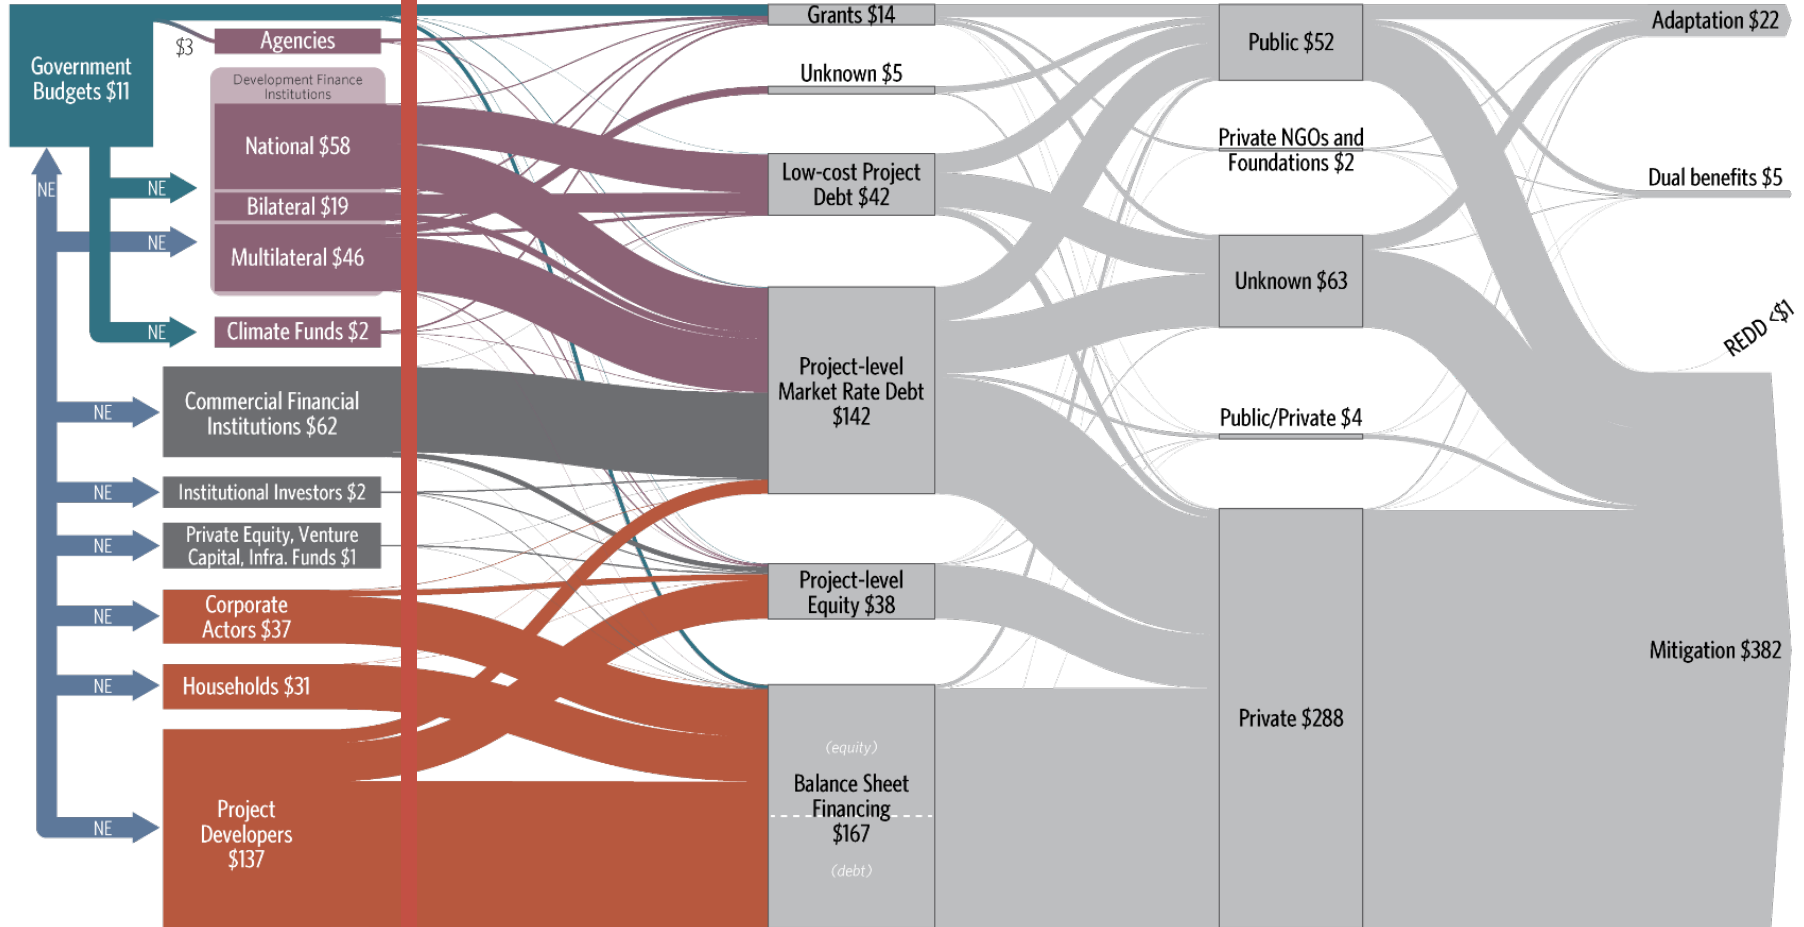 Government
Budgets $11
$3
NE
NE
NE
NE
Agencies
Development Finance
Institutions
National $58
Bilateral $19
Multilateral $46
Climate Funds $2
NE
Commercial Financial
Institutions $62
NE
Institutional Investors $2
NE
Private Equity, Venture
Capital, Infra. Funds $1
NE
Corporate
Actors $37
NE
Households $31
NE
Project
Developers
$137
Grants $14
Unknown $5
Low-cost Project
Debt $42
Project-level
Market Rate Debt
$142
Project-level
Equity $38
(equity)
Balance Sheet
Financing
$167
(debt)
Public $52
Private NGOs and
Foundations $2
Unknown $63
Public/Private $4
Private $288
Adaptation $22
Dual benefits $5
REDD <$1
Mitigation $382